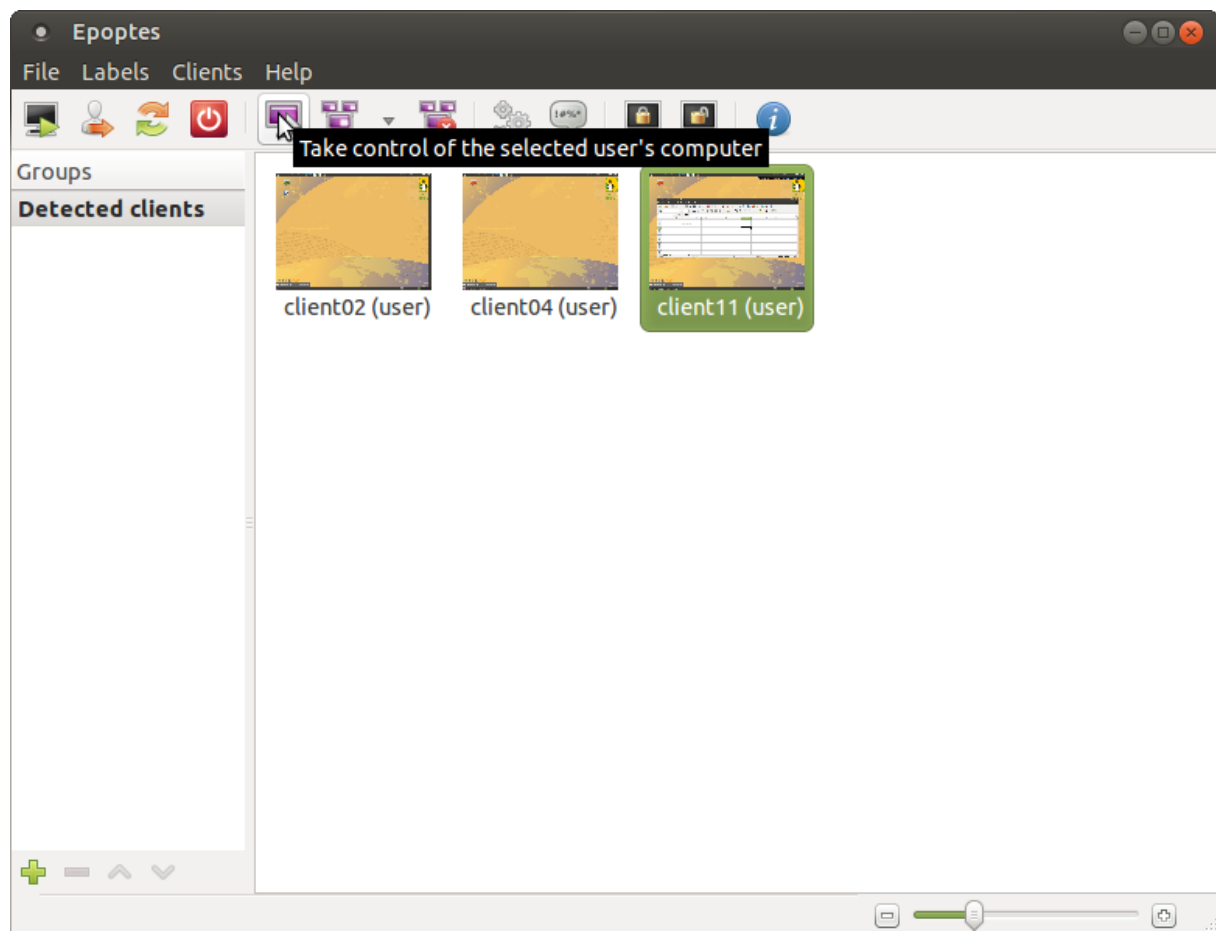 Epoptes
File Labels Clients Help
!@%*
Take control of the selected user's computer
Groups
Detected clients
client02 (user)
client04 (user)
client11 (user)